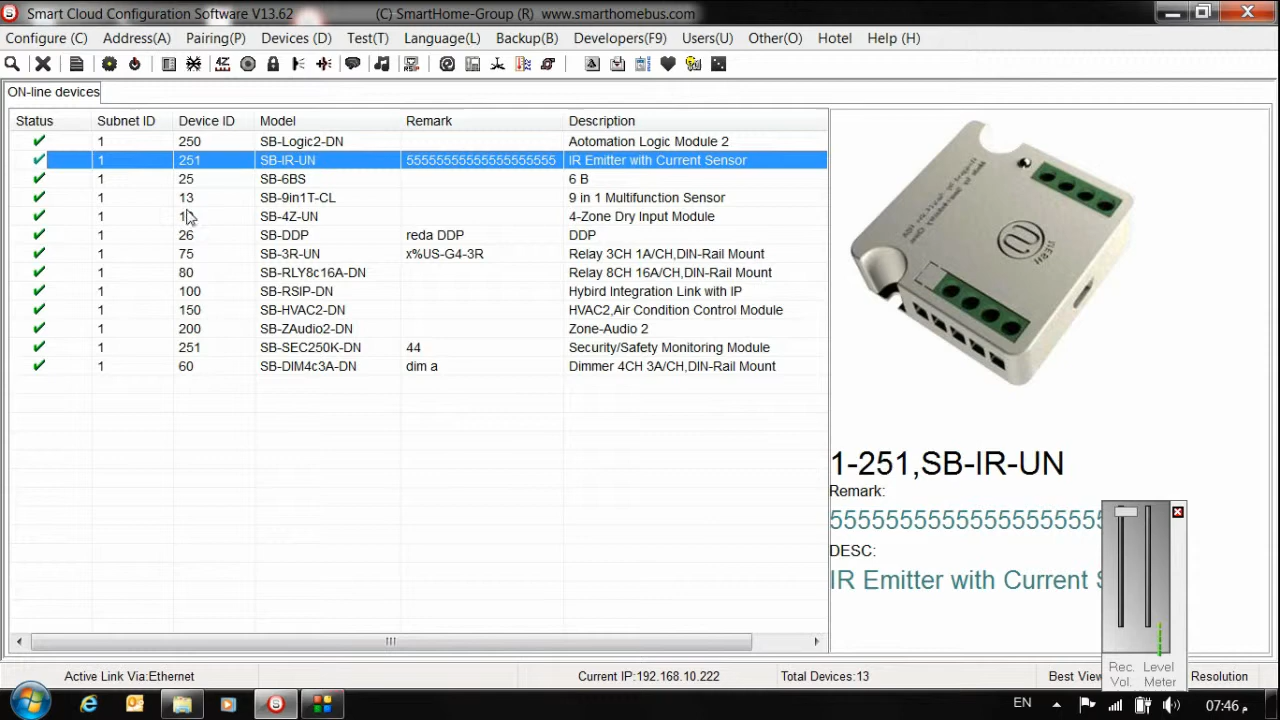 Smart Cloud Configuration Software V13.62 (C) SmartHome-Group (R) www.smarthomebus.com
Configure (C) Address(A) Pairing(P) Devices (D) Test(T) Language(L) Backup(B) Developers(F9) Users(U) Other(O) Hotel Help (H)
ON-line devices
Status Subnet ID Device ID Model Remark Description
1 250 SB-Logic2-DN Aotomation Logic Module 2
1 251 SB-IR-UN 55555555555555555555 IR Emitter with Current Sensor
1 25 SB-6BS 6 B
1 13 SB-9in1T-CL 9 in 1 Multifunction Sensor
1 SB-4Z-UN 4-Zone Dry Input Module
1 26 SB-DDP reda DDP DDP
1 75 SB-3R-UN x%US-G4-3R Relay 3CH 1A/CH,DIN-Rail Mount
1 80 SB-RLY8c16A-DN Relay 8CH 16A/CH,DIN-Rail Mount
1 100 SB-RSIP-DN Hybird Integration Link with IP
1 150 SB-HVAC2-DN HVAC2,Air Condition Control Module
1 200 SB-ZAudio2-DN Zone-Audio 2
1 251 SB-SEC250K-DN 44 Security/Safety Monitoring Module
1 60 SB-DIM4c3A-DN dim a Dimmer 4CH 3A/CH,DIN-Rail Mount
1-251,SB-IR-UN
Remark:
5555555555555555555
DESC:
IR Emitter with Current
Rec. Vol. Level Meter
Active Link Via:Ethernet Current IP:192.168.10.222 Total Devices:13 Best View Resolution
EN 07:46 م